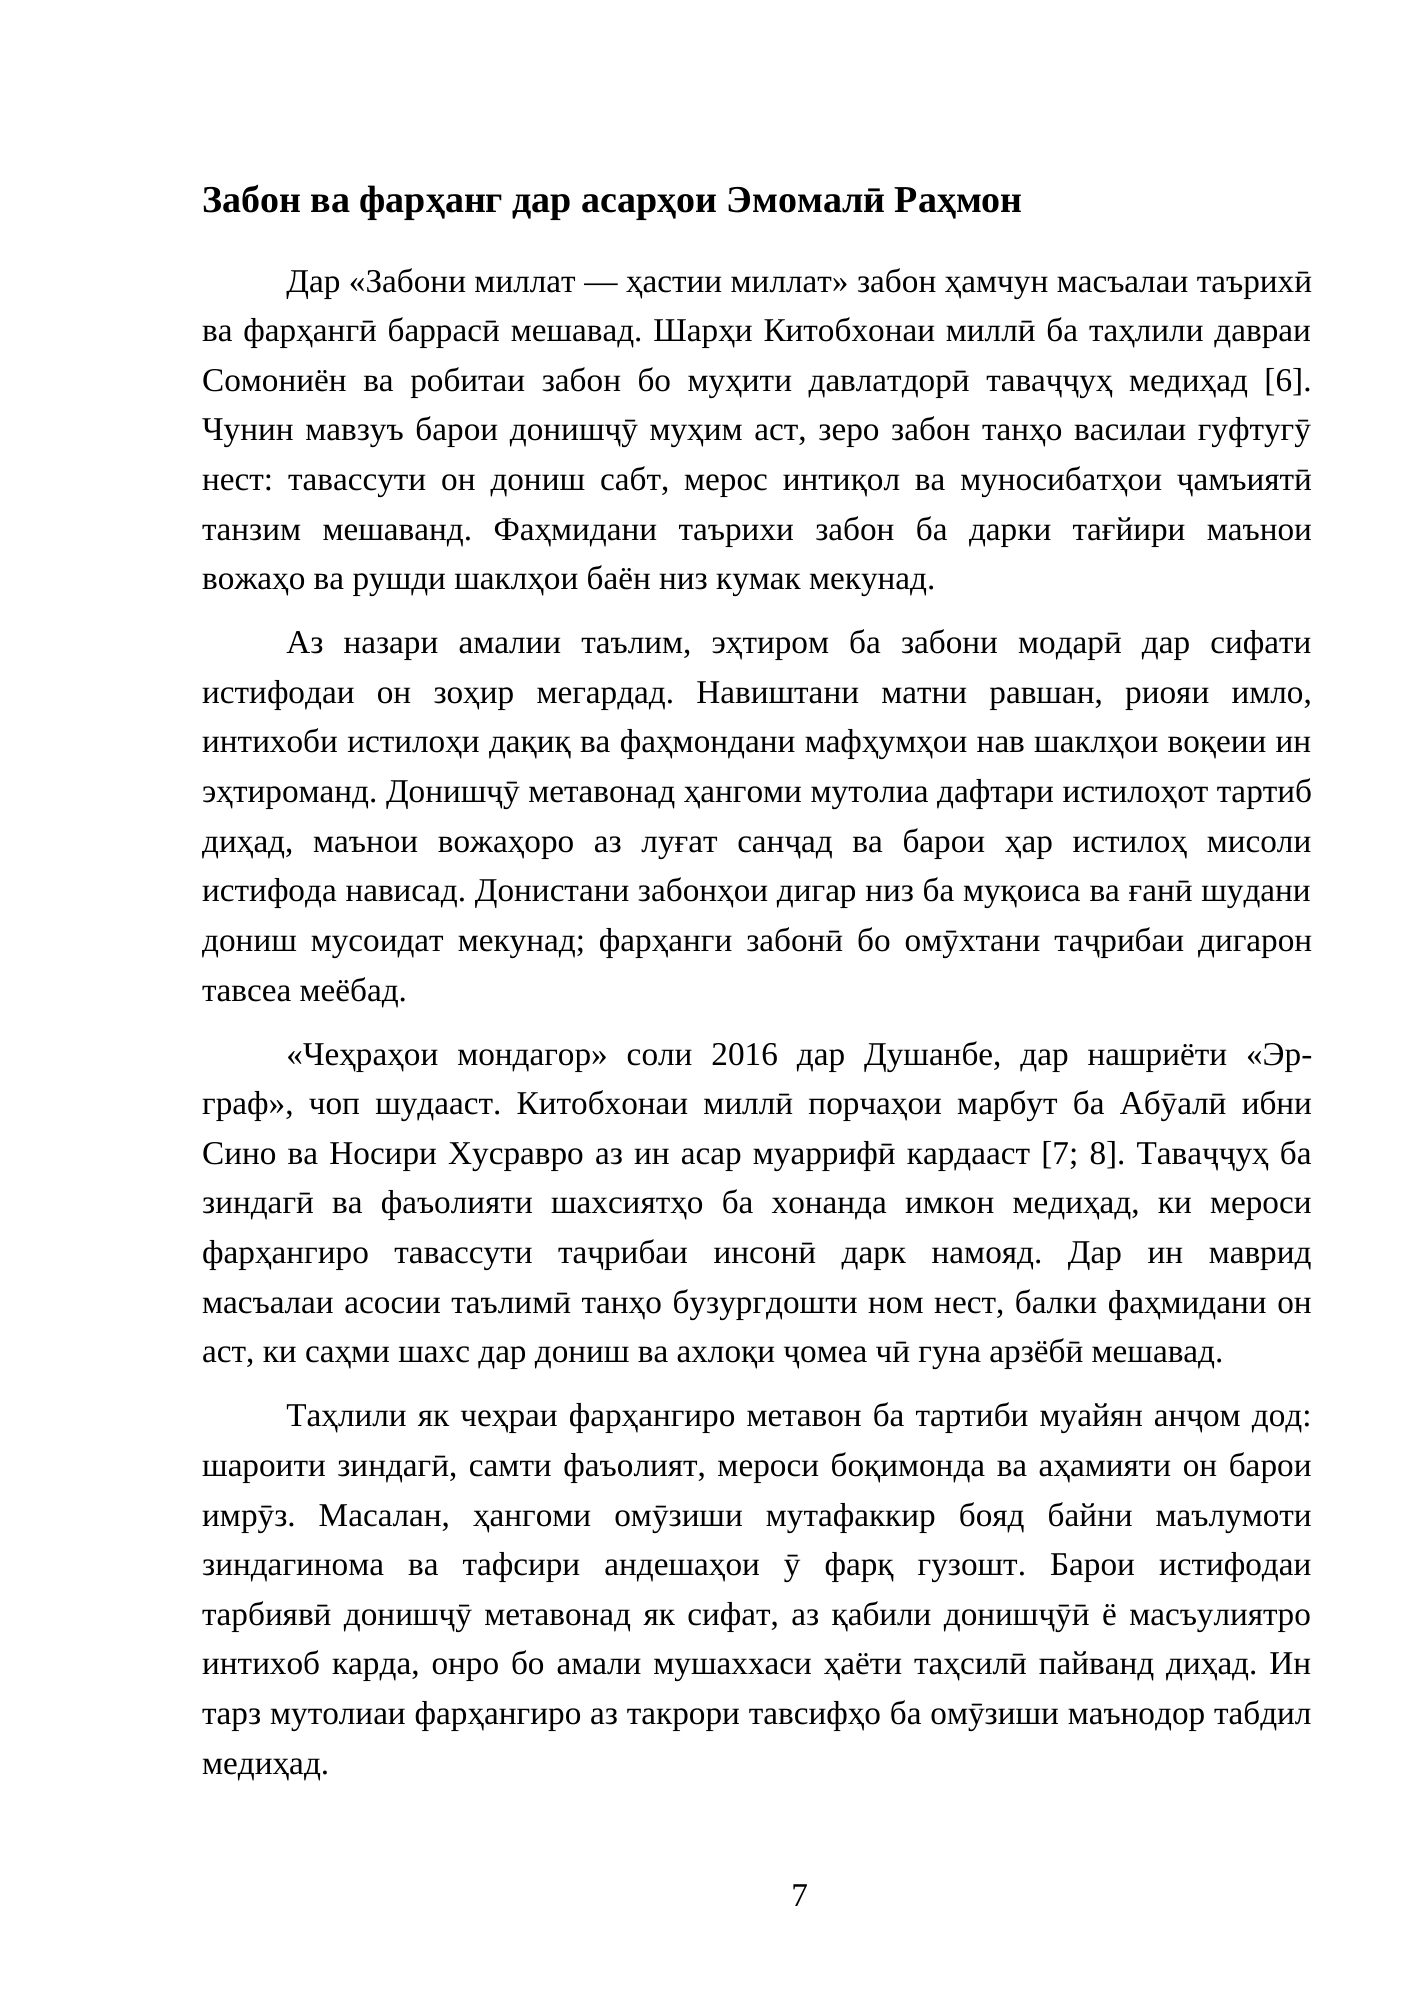 Забон ва фарҳанг дар асарҳои Эмомалӣ Раҳмон
Дар «Забони миллат — ҳастии миллат» забон ҳамчун масъалаи таърихӣ
ва фарҳангӣ баррасӣ мешавад. Шарҳи Китобхонаи миллӣ ба таҳлили давраи
Сомониён ва робитаи забон бо муҳити давлатдорӣ таваҷҷуҳ медиҳад [6].
Чунин мавзуъ барои донишҷӯ муҳим аст, зеро забон танҳо василаи гуфтугӯ
нест: тавассути он дониш сабт, мерос интиқол ва муносибатҳои ҷамъиятӣ
танзим мешаванд. Фаҳмидани таърихи забон ба дарки тағйири маънои
вожаҳо ва рушди шаклҳои баён низ кумак мекунад.
Аз назари амалии таълим, эҳтиром ба забони модарӣ дар сифати
истифодаи он зоҳир мегардад. Навиштани матни равшан, риояи имло,
интихоби истилоҳи дақиқ ва фаҳмондани мафҳумҳои нав шаклҳои воқеии ин
эҳтироманд. Донишҷӯ метавонад ҳангоми мутолиа дафтари истилоҳот тартиб
диҳад, маънои вожаҳоро аз луғат санҷад ва барои ҳар истилоҳ мисоли
истифода нависад. Донистани забонҳои дигар низ ба муқоиса ва ғанӣ шудани
дониш мусоидат мекунад; фарҳанги забонӣ бо омӯхтани таҷрибаи дигарон
тавсеа меёбад.
«Чеҳраҳои мондагор» соли 2016 дар Душанбе, дар нашриёти «Эр-
граф», чоп шудааст. Китобхонаи миллӣ порчаҳои марбут ба Абӯалӣ ибни
Сино ва Носири Хусравро аз ин асар муаррифӣ кардааст [7; 8]. Таваҷҷуҳ ба
зиндагӣ ва фаъолияти шахсиятҳо ба хонанда имкон медиҳад, ки мероси
фарҳангиро тавассути таҷрибаи инсонӣ дарк намояд. Дар ин маврид
масъалаи асосии таълимӣ танҳо бузургдошти ном нест, балки фаҳмидани он
аст, ки саҳми шахс дар дониш ва ахлоқи ҷомеа чӣ гуна арзёбӣ мешавад.
Таҳлили як чеҳраи фарҳангиро метавон ба тартиби муайян анҷом дод:
шароити зиндагӣ, самти фаъолият, мероси боқимонда ва аҳамияти он барои
имрӯз. Масалан, ҳангоми омӯзиши мутафаккир бояд байни маълумоти
зиндагинома ва тафсири андешаҳои ӯ фарқ гузошт. Барои истифодаи
тарбиявӣ донишҷӯ метавонад як сифат, аз қабили донишҷӯӣ ё масъулиятро
интихоб карда, онро бо амали мушаххаси ҳаёти таҳсилӣ пайванд диҳад. Ин
тарз мутолиаи фарҳангиро аз такрори тавсифҳо ба омӯзиши маънодор табдил
медиҳад.
7